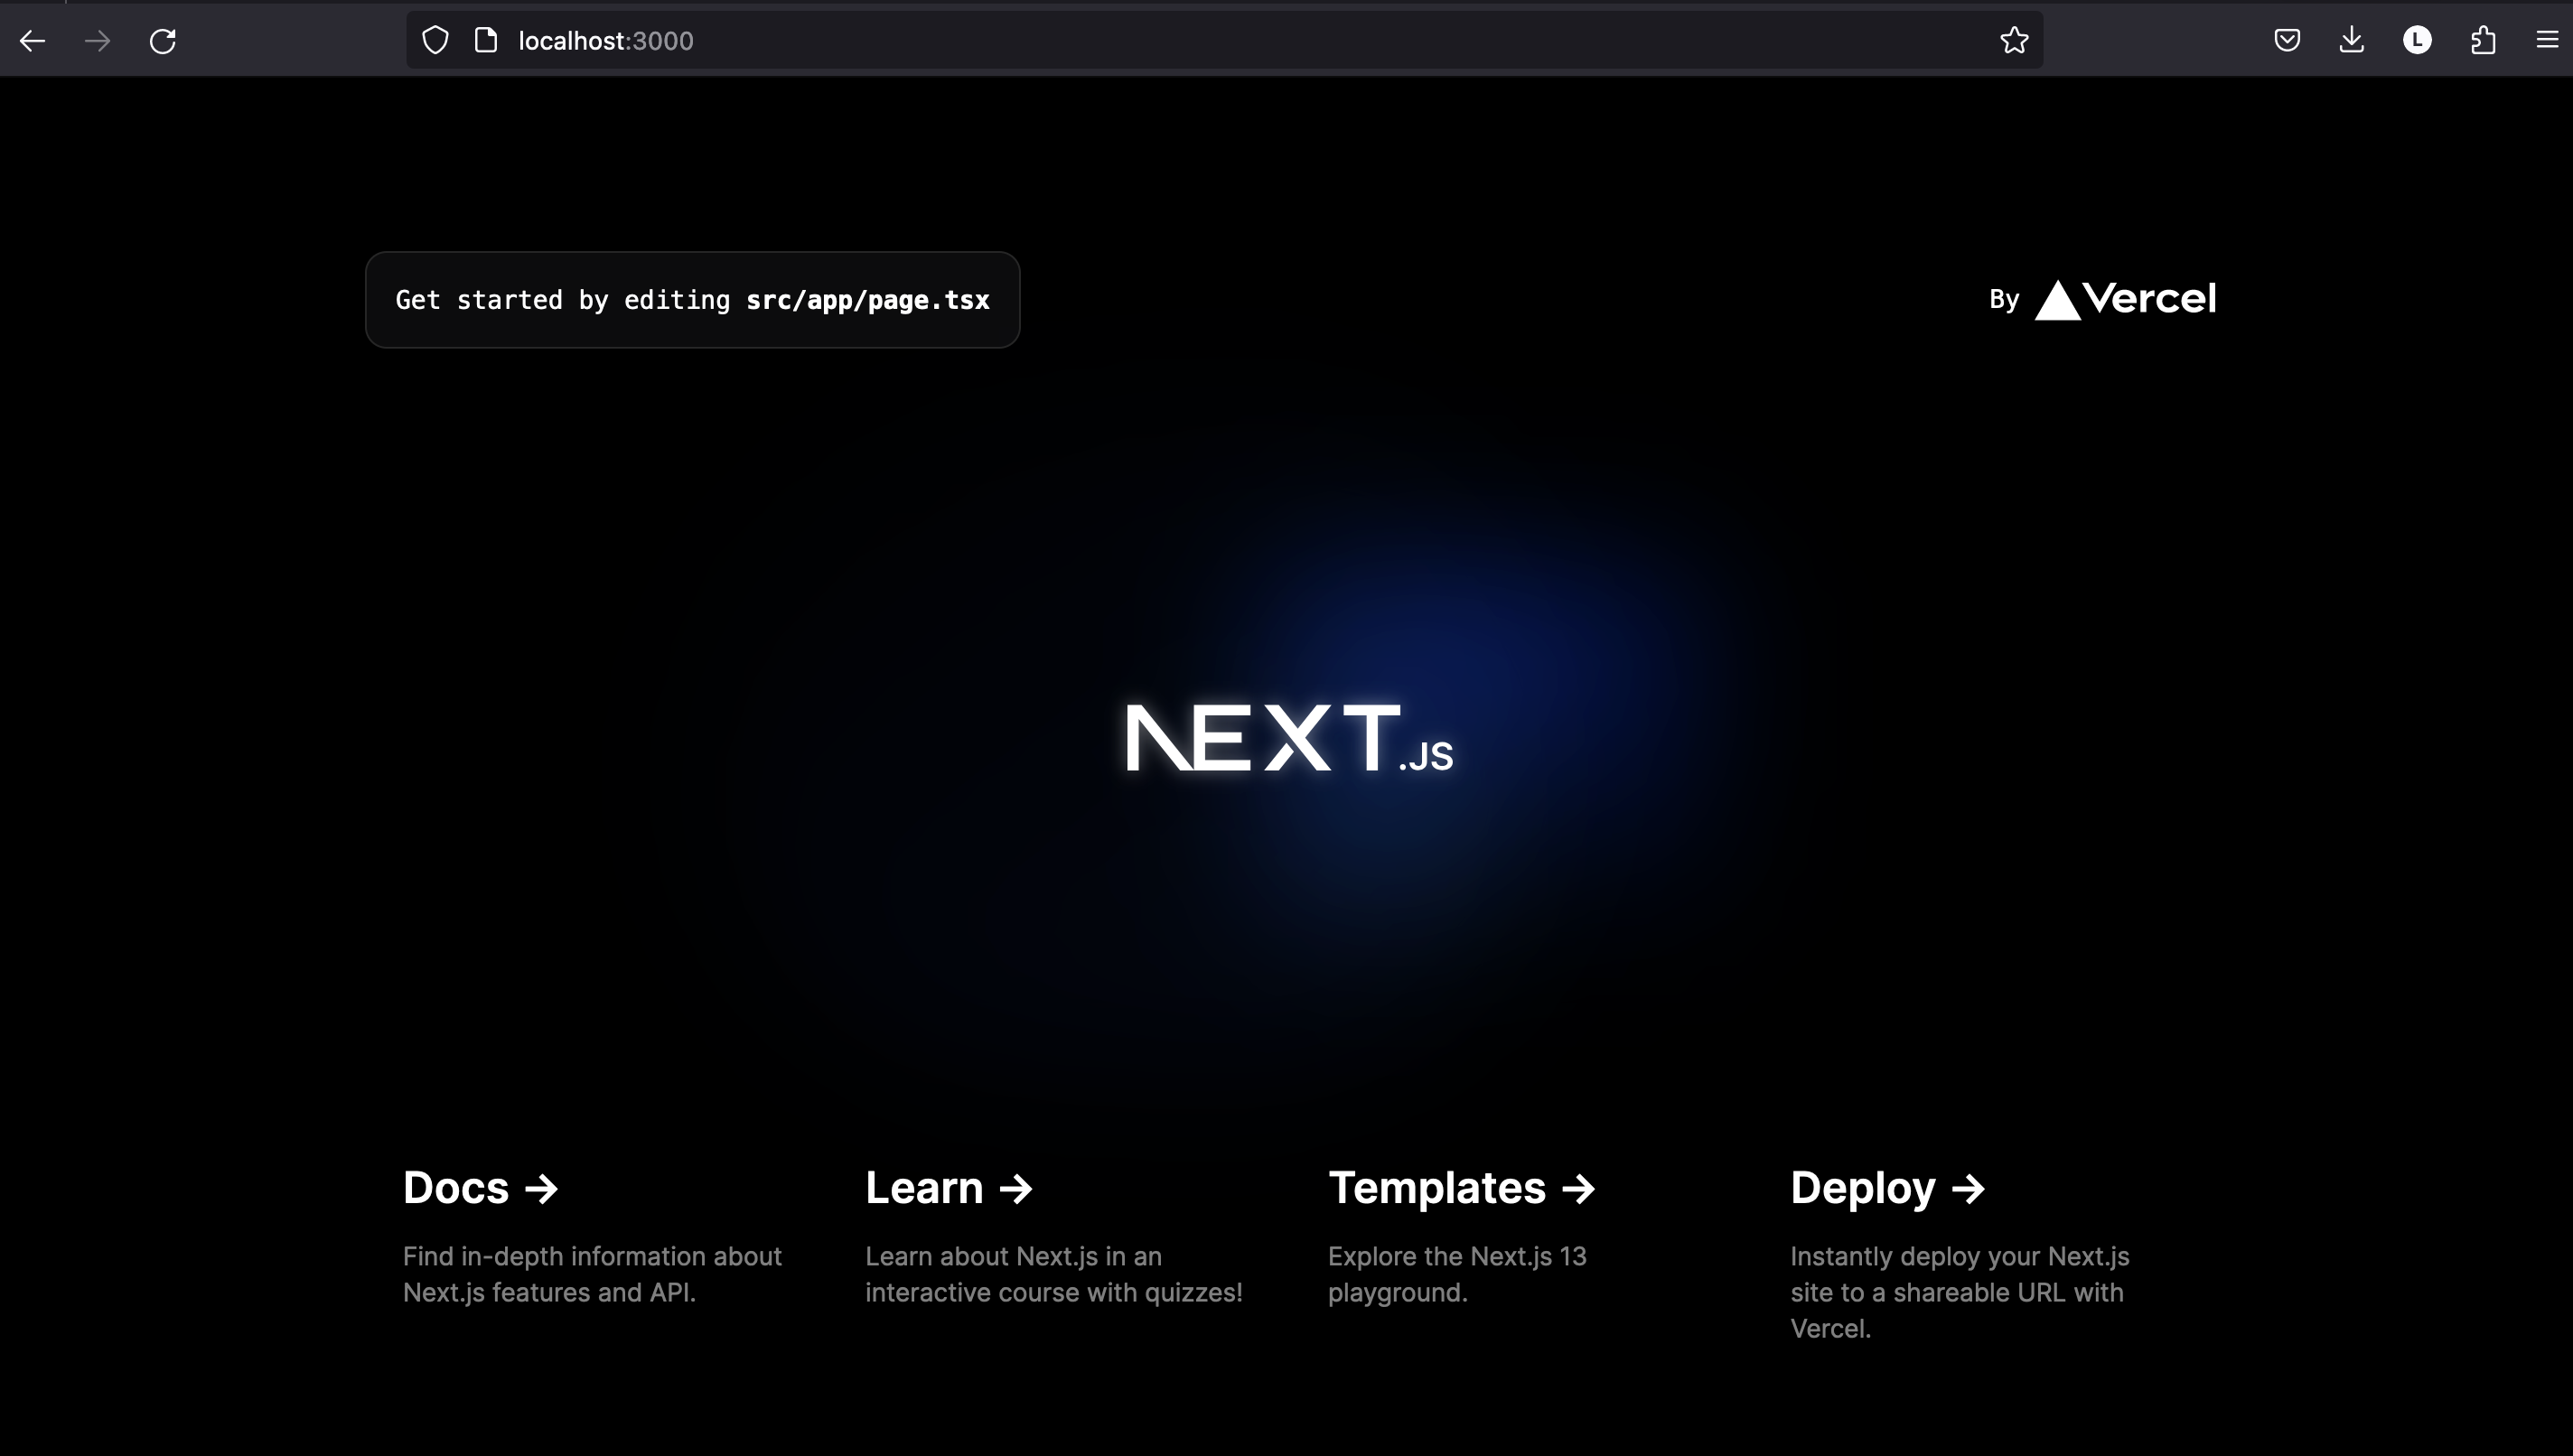 localhost:3000
L
Get started by editing src/app/page.tsx
By Vercel
NEXT.JS
Docs →
Find in-depth information about
Next.js features and API.
Learn →
Learn about Next.js in an
interactive course with quizzes!
Templates →
Explore the Next.js 13
playground.
Deploy →
Instantly deploy your Next.js
site to a shareable URL with
Vercel.